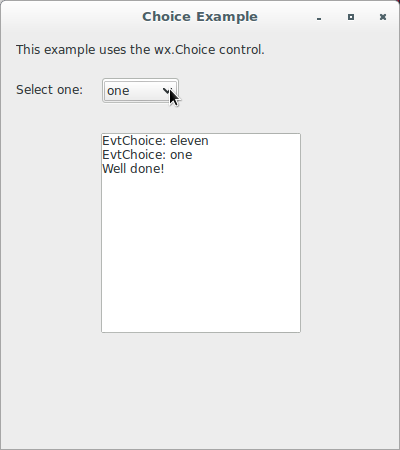 Choice Example
This example uses the wx.Choice control.
Select one: one
EvtChoice: eleven
EvtChoice: one
Well done!